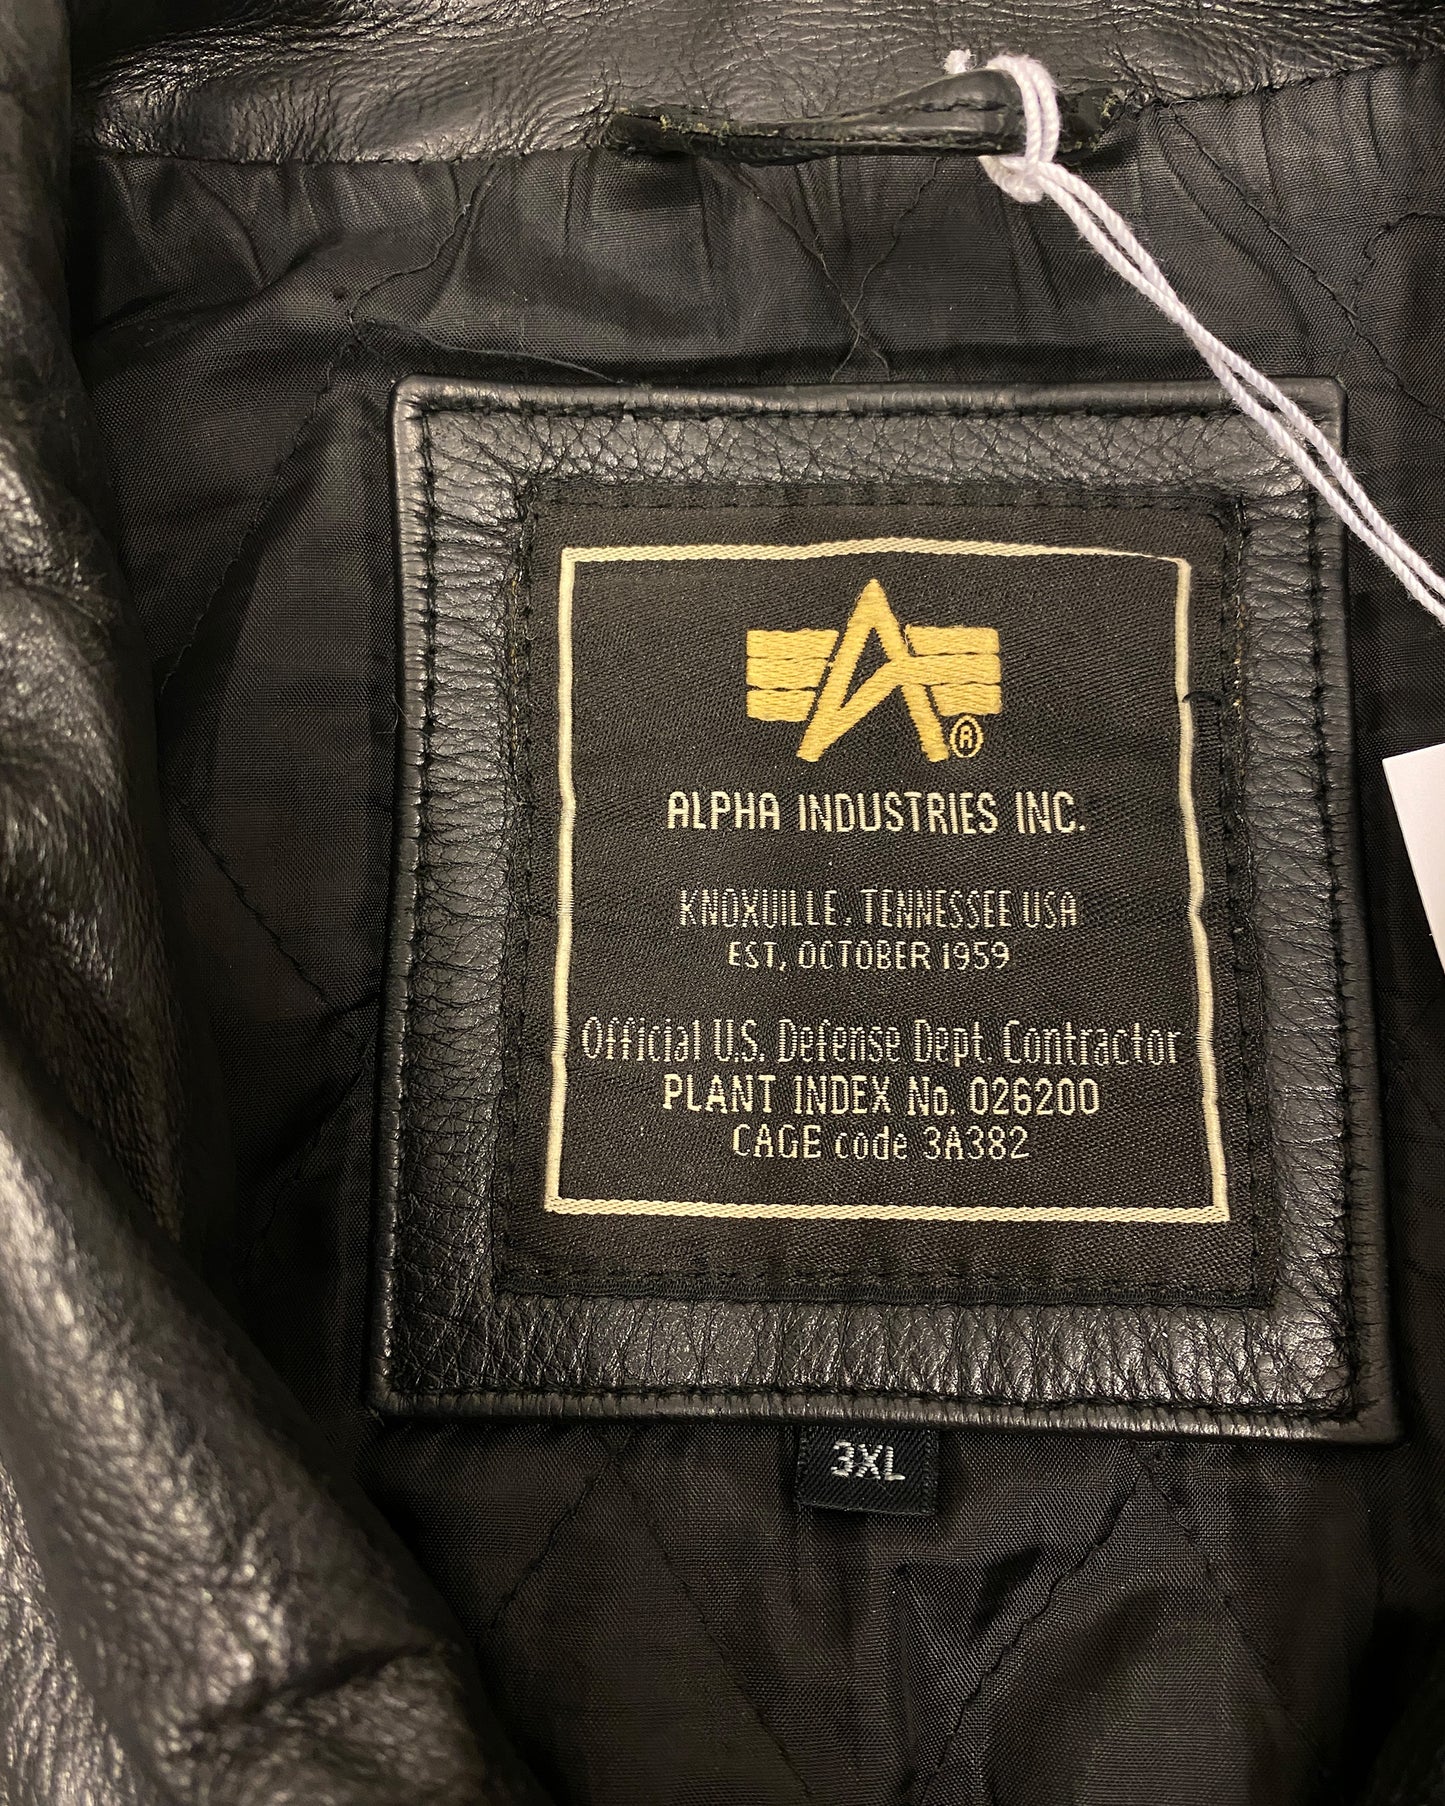 ®
ALPHA INDUSTRIES INC.
KNOXUILLE, TENNESSEE USA
EST, OCTOBER 1959
Official U.S. Defense Dept. Contractor
PLANT INDEX No. 026200
CAGE code 3A382
3XL